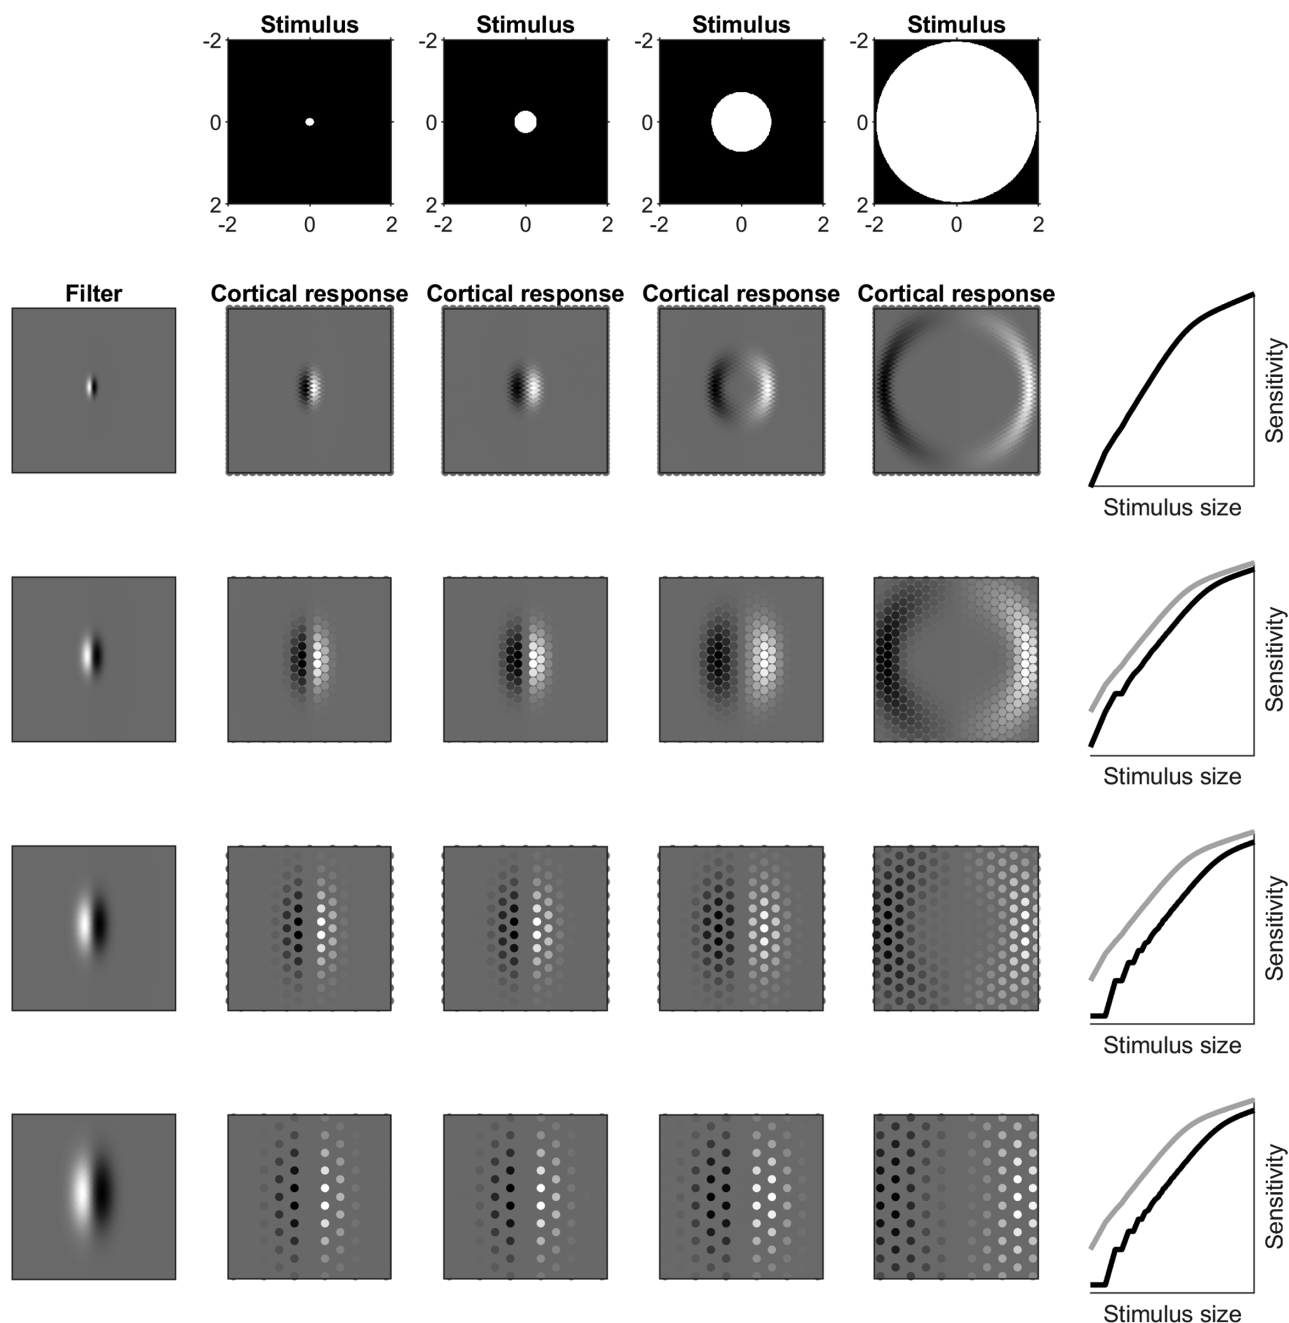 Stimulus Stimulus Stimulus Stimulus
-2 -2 -2 -2
0 0 0 0
2 2 2 2
-2 0 2 -2 0 2 -2 0 2 -2 0 2
Filter Cortical response Cortical response Cortical response Cortical response
Sensitivity
Stimulus size
Sensitivity
Stimulus size
Sensitivity
Stimulus size
Sensitivity
Stimulus size